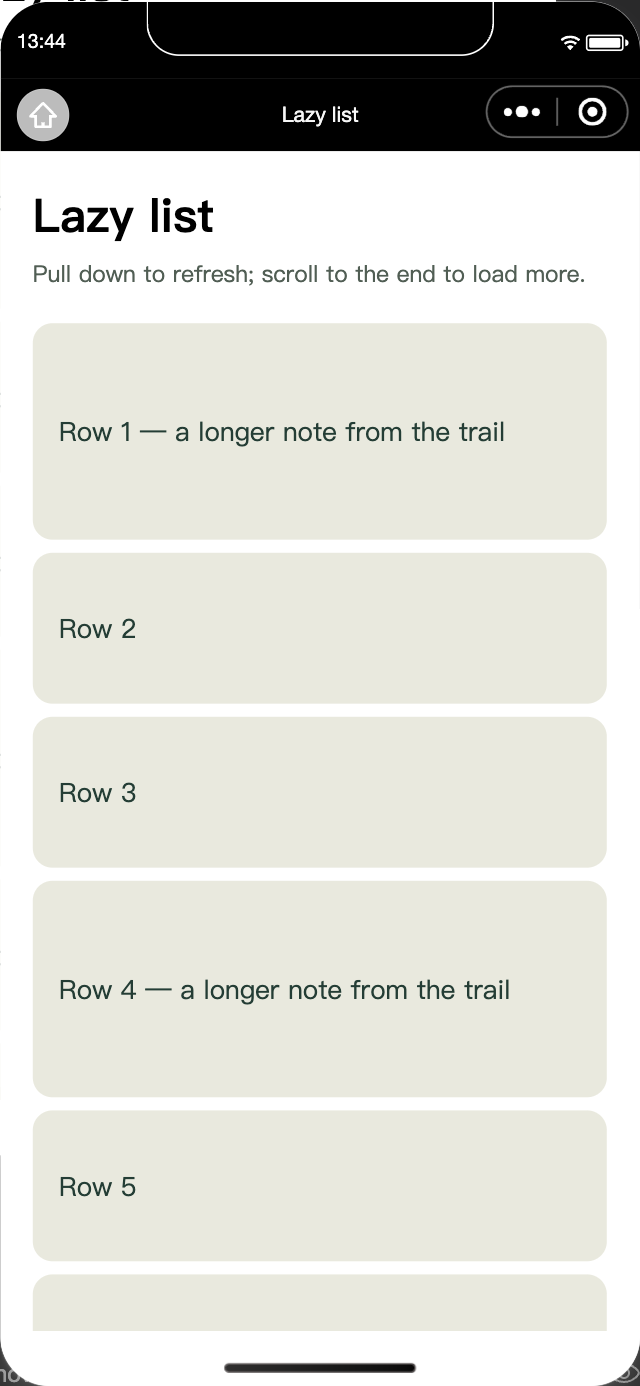 13:44
Lazy list
Lazy list
Pull down to refresh; scroll to the end to load more.
Row 1 — a longer note from the trail
Row 2
Row 3
Row 4 — a longer note from the trail
Row 5